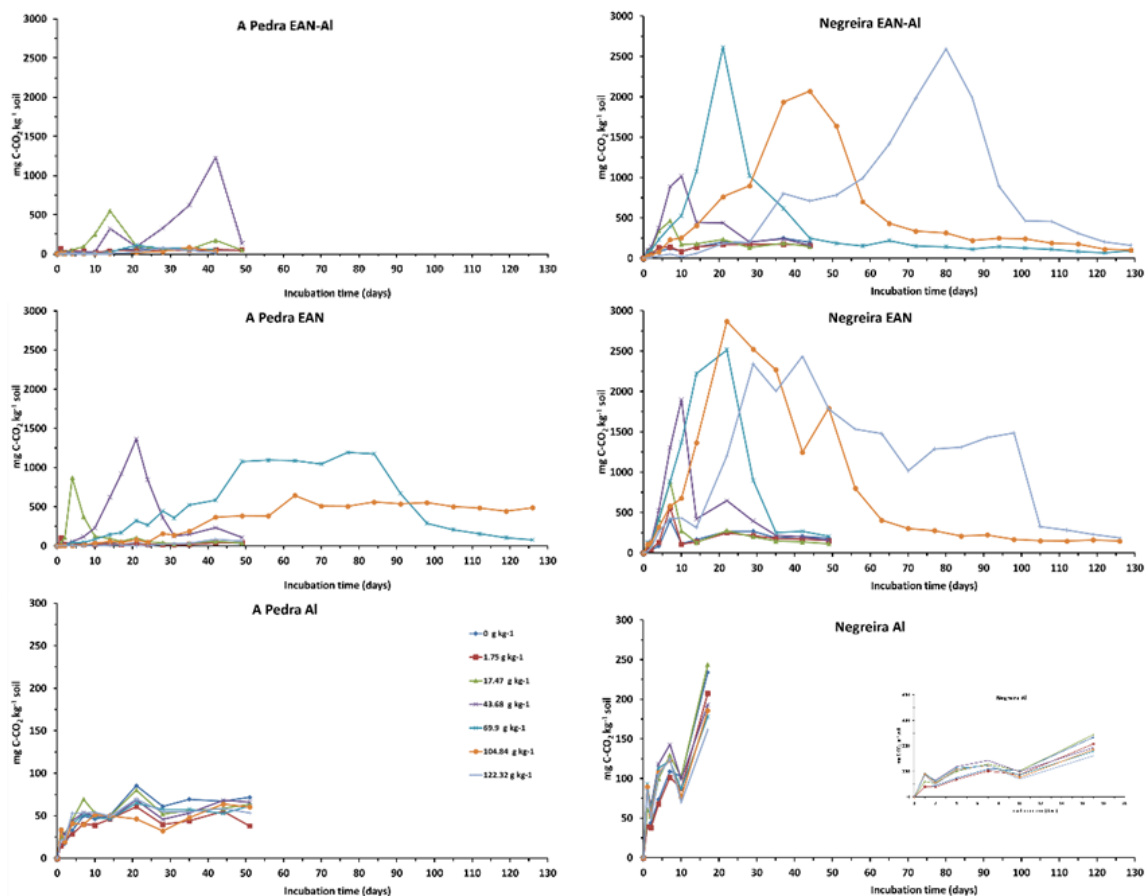 A Pedra EAN-Al
mg C-CO₂ kg⁻¹ soil
3000
2500
2000
1500
1000
500
0
0 10 20 30 40 50 60 70 80 90 100 110 120 130
Incubation time (days)
Negreira EAN-Al
mg C-CO₂ kg⁻¹ soil
3000
2500
2000
1500
1000
500
0
0 10 20 30 40 50 60 70 80 90 100 110 120 130
Incubation time (days)
A Pedra EAN
mg C-CO₂ kg⁻¹ soil
3000
2500
2000
1500
1000
500
0
0 10 20 30 40 50 60 70 80 90 100 110 120 130
Incubation time (days)
Negreira EAN
mg C-CO₂ kg⁻¹ soil
3000
2500
2000
1500
1000
500
0
0 10 20 30 40 50 60 70 80 90 100 110 120 130
Incubation time (days)
A Pedra Al
mg C-CO₂ kg⁻¹ soil
300
250
200
150
100
50
0
0 10 20 30 40 50 60 70 80 90 100 110 120 130
Incubation time (days)
0 g kg-1
1.75 g kg-1
17.47 g kg-1
43.68 g kg-1
69.9 g kg-1
104.84 g kg-1
122.32 g kg-1
Negreira Al
mg C-CO₂ kg⁻¹ soil
300
250
200
150
100
50
0
0 10 20 30 40 50 60 70 80 90 100 110 120 130
Incubation time (days)
Negreira Al